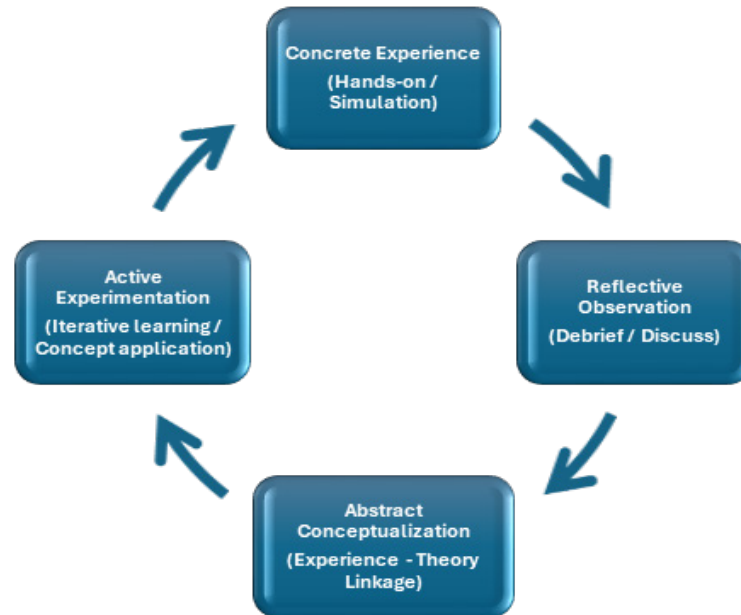 Concrete Experience
(Hands-on /
Simulation)
Reflective
Observation
(Debrief / Discuss)
Abstract
Conceptualization
(Experience - Theory
Linkage)
Active
Experimentation
(Iterative learning /
Concept application)